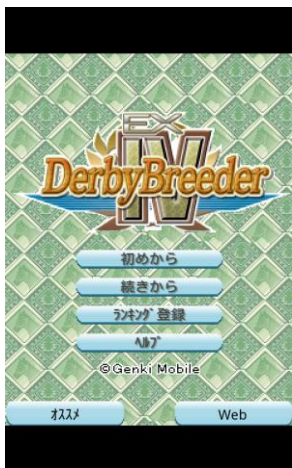 EX
IV
DerbyBreeder
初めから
続きから
ﾗﾝｷﾝｸﾞ登録
ﾍﾙﾌﾟ
©Genki Mobile
ｵｽｽﾒ
Web